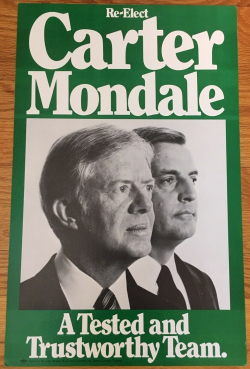 Re-Elect
Carter
Mondale
A Tested and
Trustworthy Team.